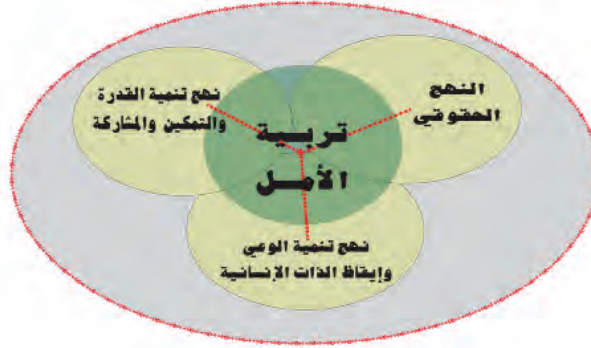 النهج
الحقوقي
نهج تنمية القدرة
والتمكين والمشاركة
تربية
الأمل
نهج تنمية الوعي
وإيقاظ الذات الإنسانية